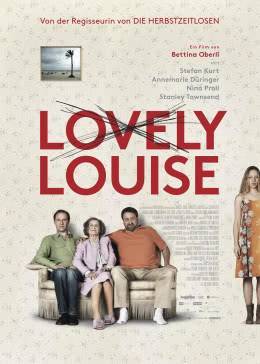 Von der Regisseurin von DIE HERBSTZEITLOSEN
Ein Film von
Bettina Oberli
mit
Stefan Kurt
Annemarie Düringer
Nina Proll
Stanley Townsend
LOVELY
LOUISE